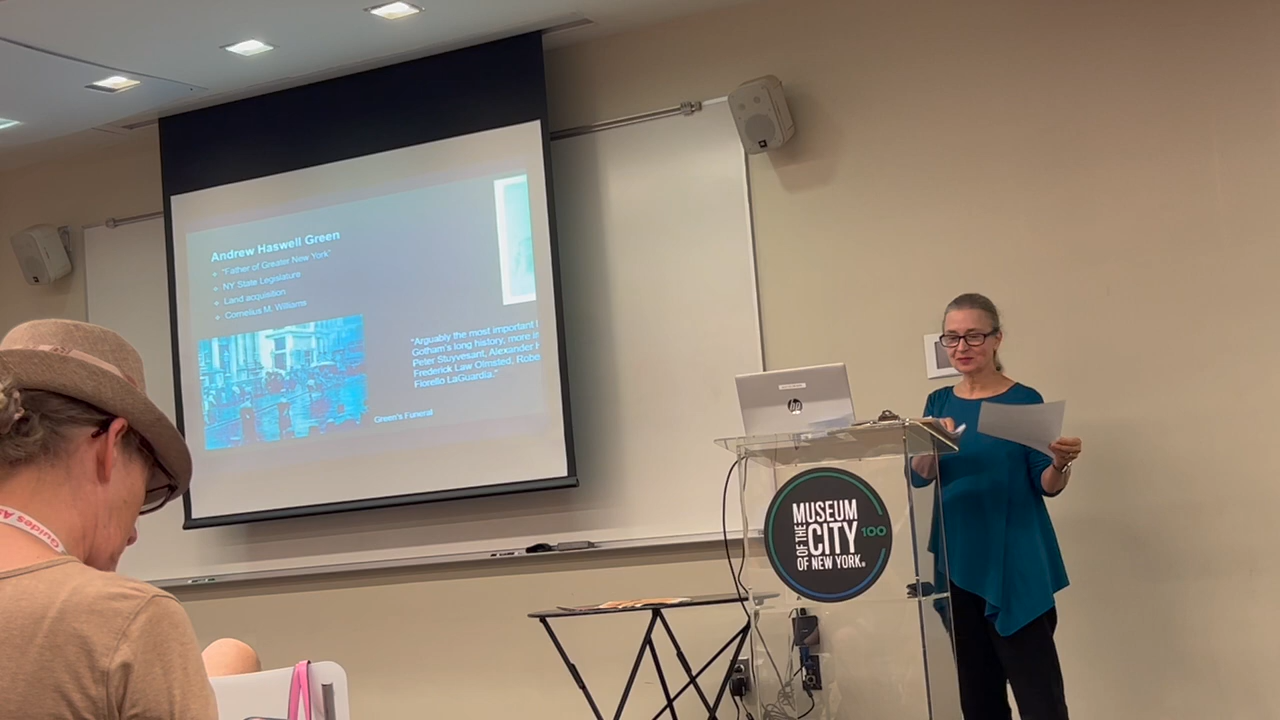 Andrew Haswell Green
"Father of Greater New York"
NY State Legislature
Land acquisition
Cornelius M. Williams
"Arguably the most important
Gotham's long history, more
Peter Stuyvesant, Alexander
Frederick Law Olmsted,
Fiorello LaGuardia."
Green's Funeral
hp
MUSEUM
OF THE CITY
OF NEW YORK
100
Guides